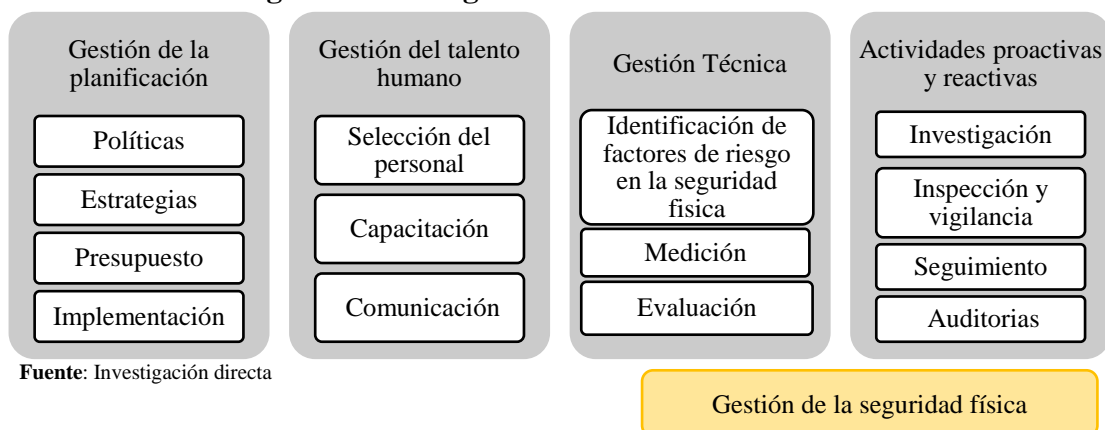 Gestión de la
planificación
Políticas
Estrategias
Presupuesto
Implementación
Gestión del talento
humano
Selección del
personal
Capacitación
Comunicación
Gestión Técnica
Identificación de
factores de riesgo
en la seguridad
fisica
Medición
Evaluación
Actividades proactivas
y reactivas
Investigación
Inspección y
vigilancia
Seguimiento
Auditorias
Fuente: Investigación directa
Gestión de la seguridad física